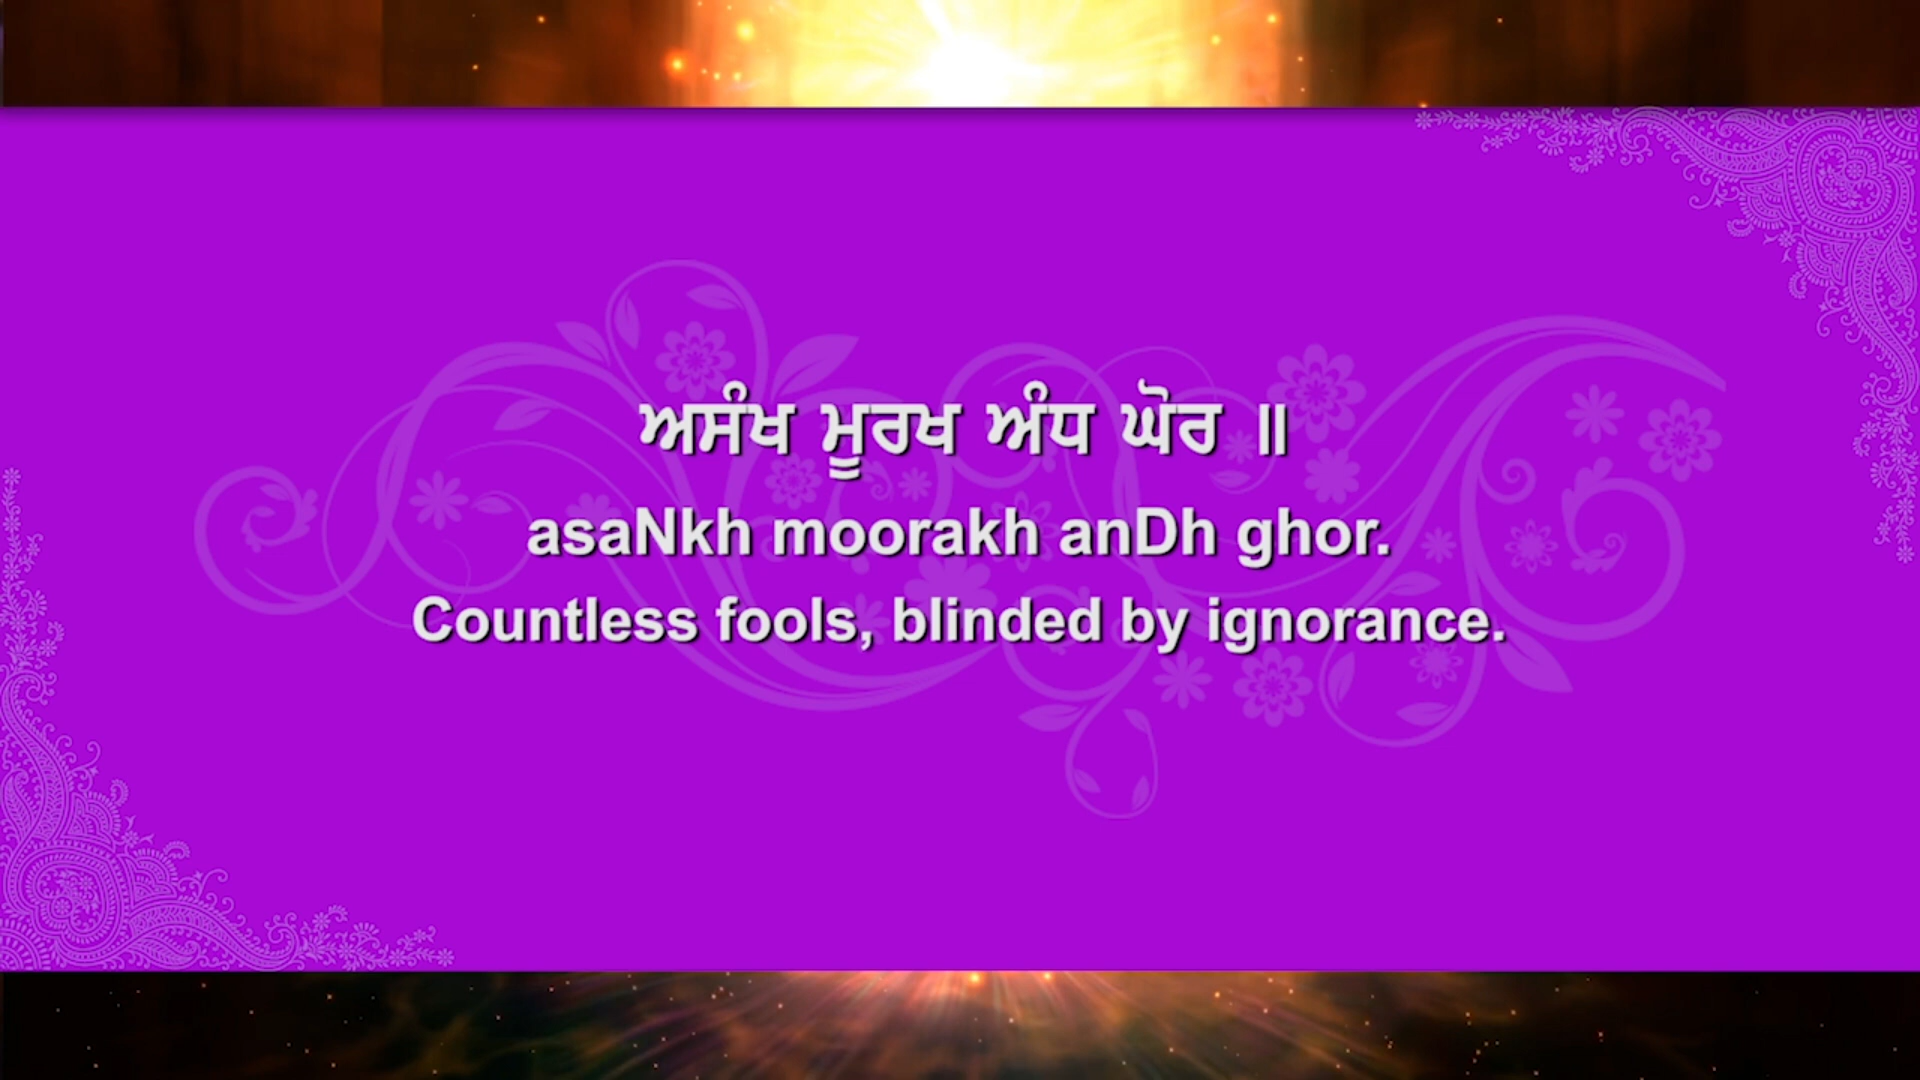 ਅਸੰਖ ਮੂਰਖ ਅੰਧ ਘੋਰ ॥
asaNkh moorakh anDh ghor.
Countless fools, blinded by ignorance.